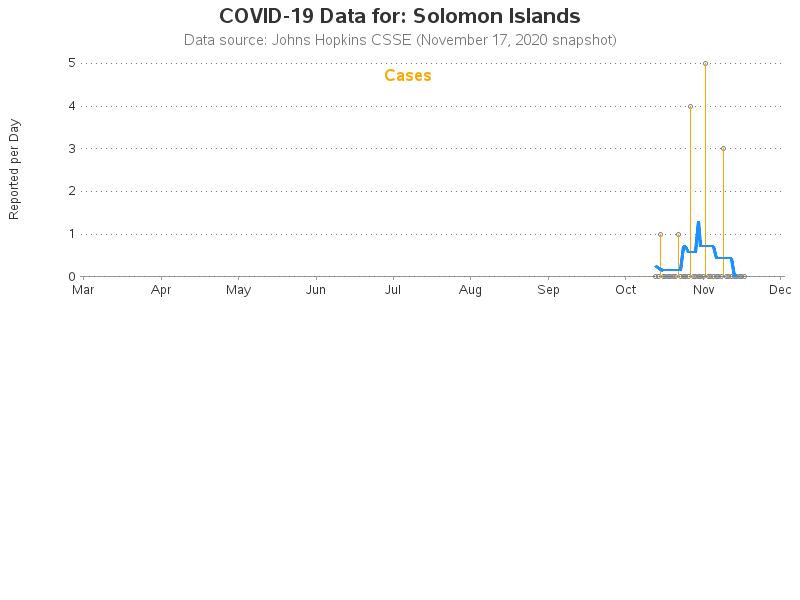 COVID-19 Data for: Solomon Islands
Data source: Johns Hopkins CSSE (November 17, 2020 snapshot)
Cases
Reported per Day
5
4
3
2
1
0
Mar Apr May Jun Jul Aug Sep Oct Nov Dec